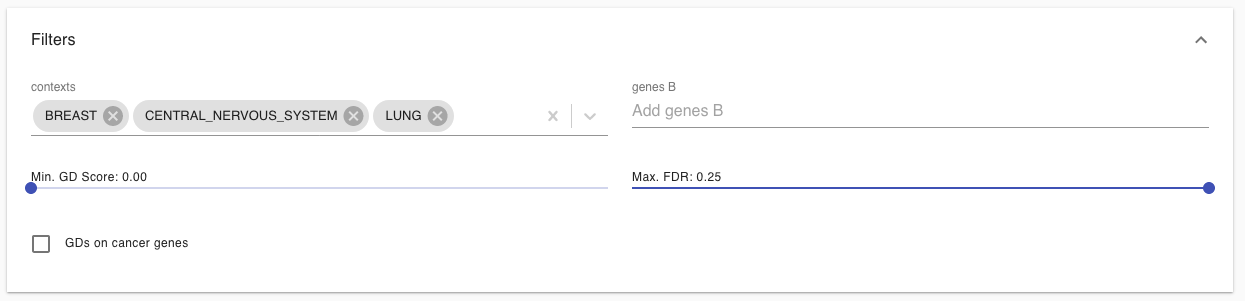 Filters
contexts
BREAST CENTRAL_NERVOUS_SYSTEM LUNG
genes B
Add genes B
Min. GD Score: 0.00
Max. FDR: 0.25
GDs on cancer genes